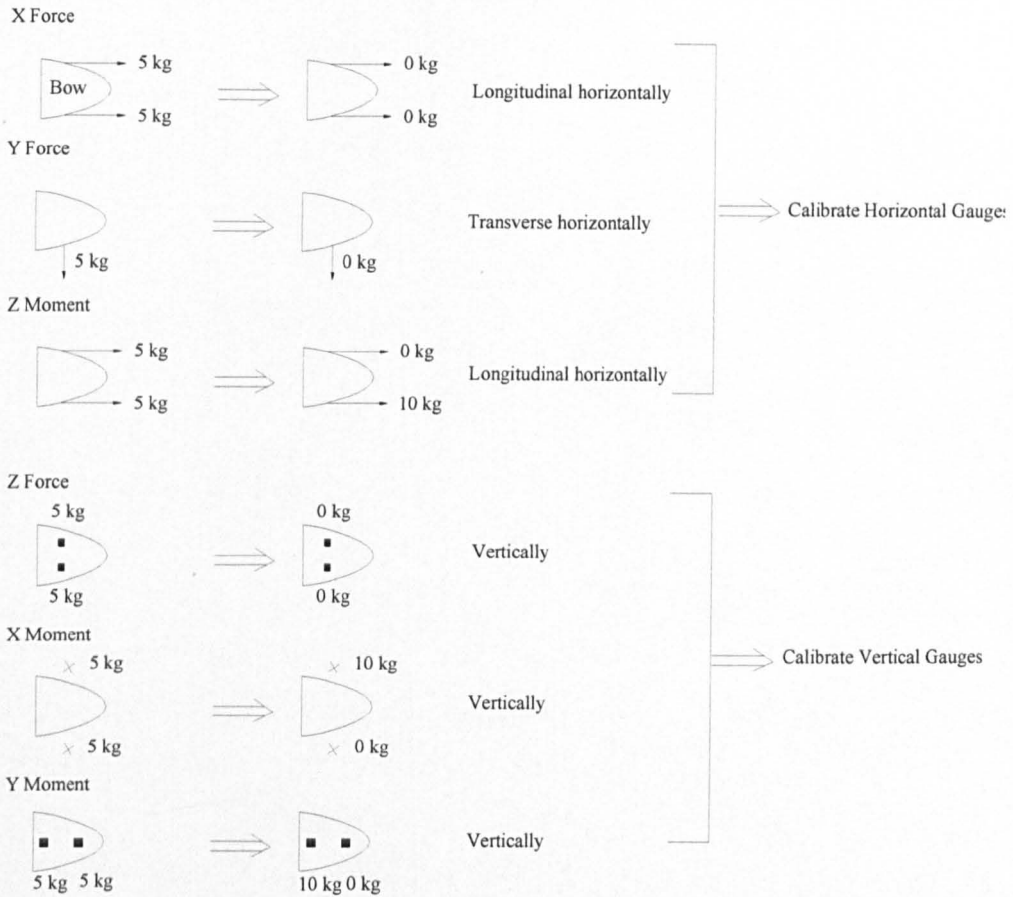 X Force
5 kg
0 kg
Bow
Longitudinal horizontally
5 kg
0 kg
Y Force
Transverse horizontally
Calibrate Horizontal Gauges
5 kg
0 kg
Z Moment
5 kg
0 kg
Longitudinal horizontally
5 kg
10 kg
Z Force
5 kg
0 kg
Vertically
5 kg
0 kg
X Moment
5 kg
10 kg
Calibrate Vertical Gauges
Vertically
5 kg
0 kg
Y Moment
Vertically
5 kg 5 kg
10 kg 0 kg